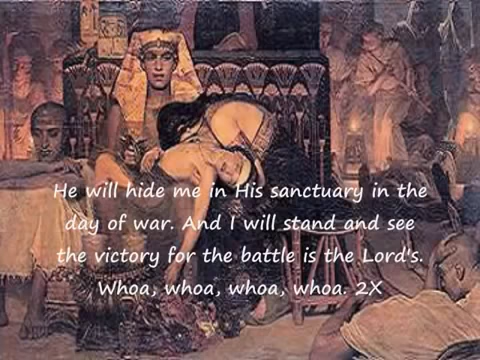 He will hide me in His sanctuary in the
day of war. And I will stand and see
the victory for the battle is the Lord's.
Whoa, whoa, whoa, whoa. 2X